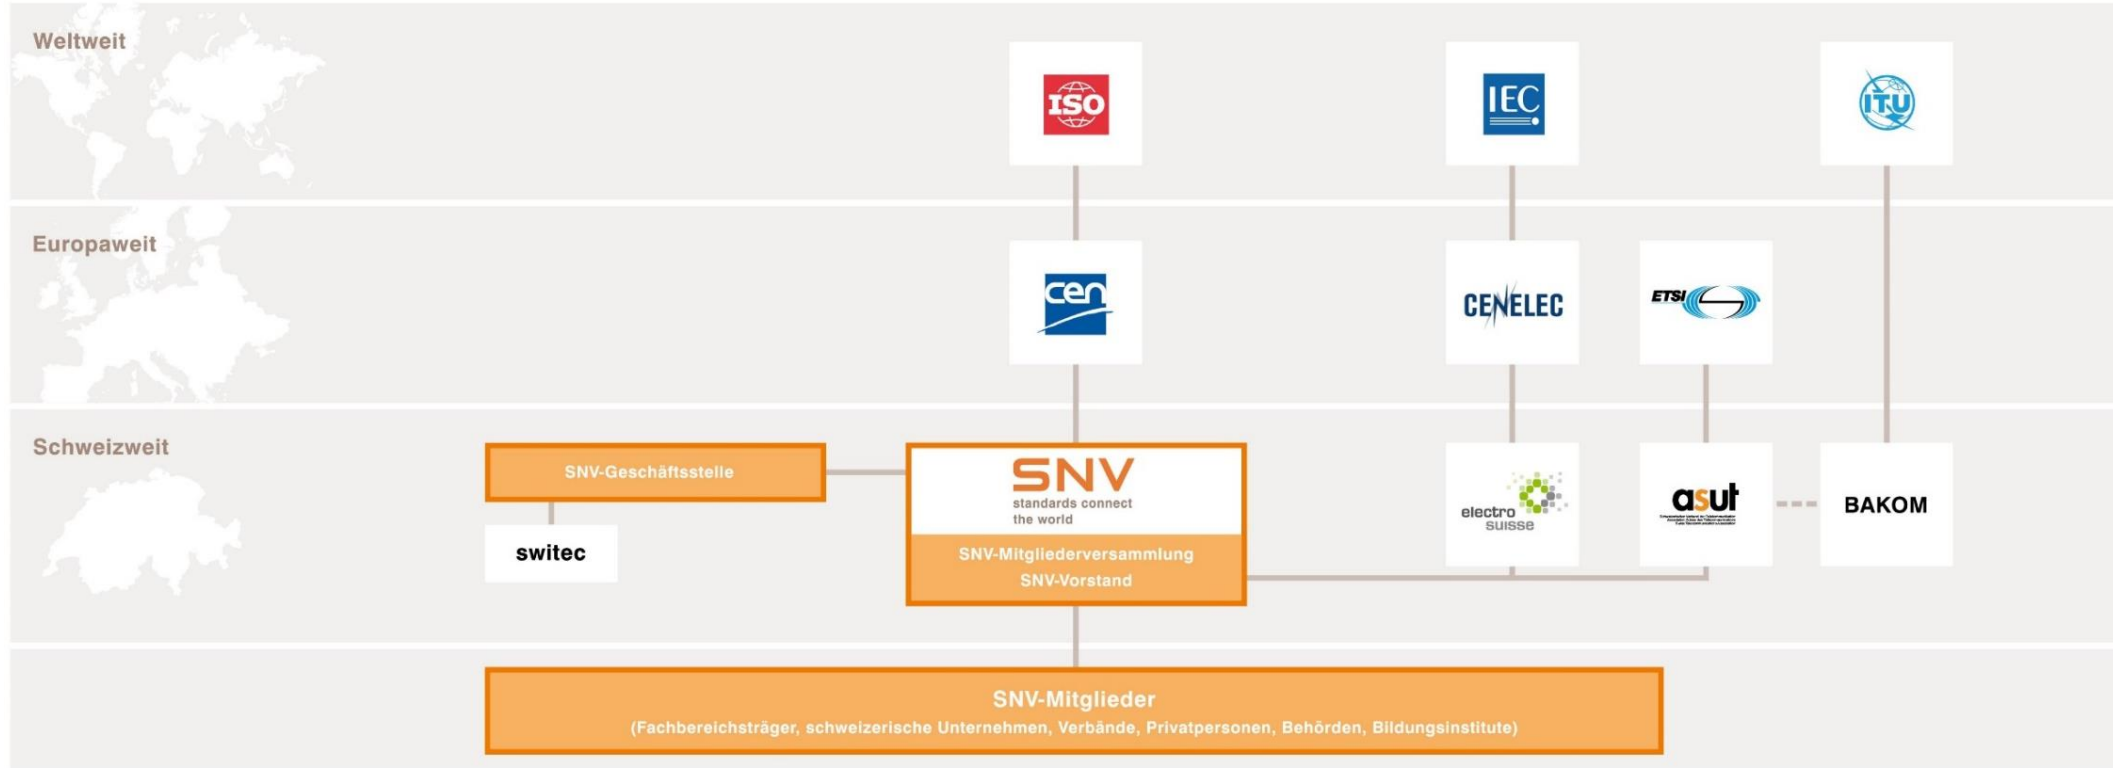 Weltweit
ISO
IEC
ITU
Europaweit
cen
CENELEC
ETSI
Schweizweit
SNV-Geschäftsstelle
switec
SNV
standards connect
the world
SNV-Mitgliederversammlung
SNV-Vorstand
electro
suisse
asut
BAKOM
SNV-Mitglieder
(Fachbereichsträger, schweizerische Unternehmen, Verbände, Privatpersonen, Behörden, Bildungsinstitute)